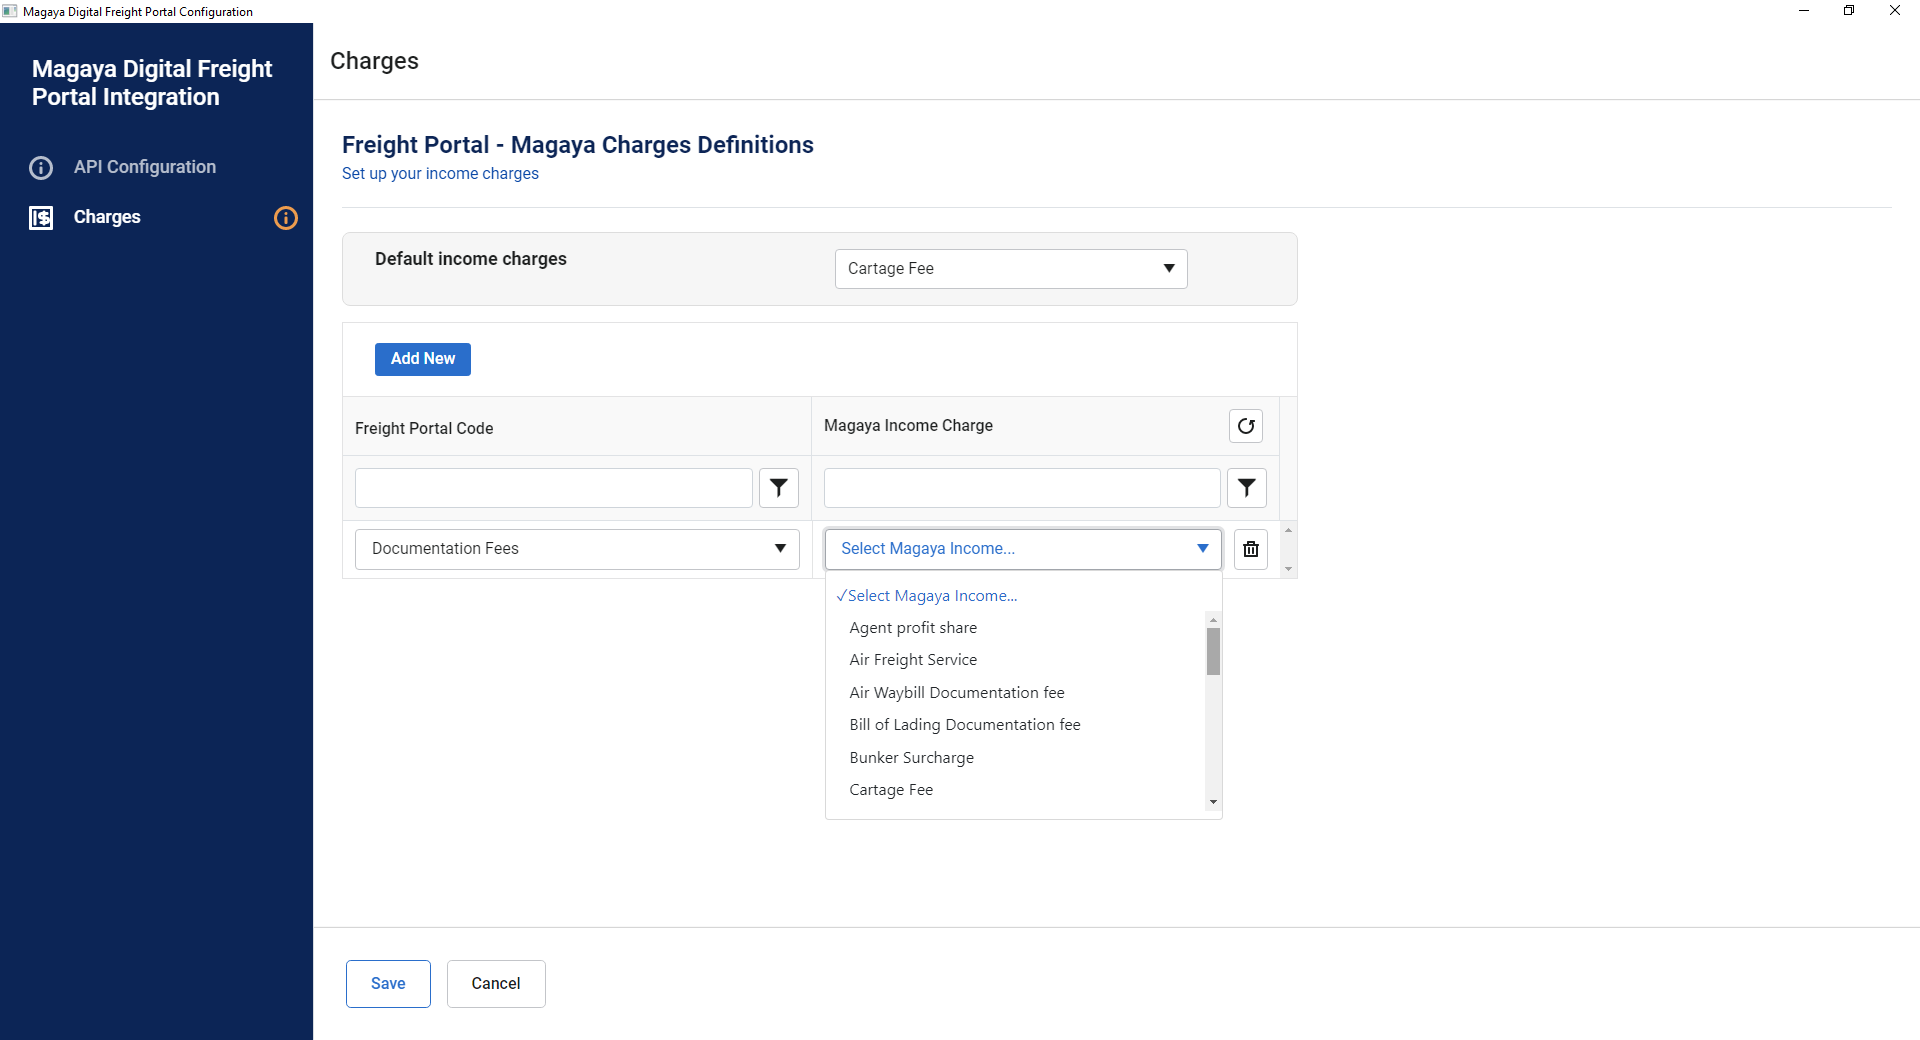 Magaya Digital Freight Portal Configuration
Magaya Digital Freight
Portal Integration
API Configuration
Charges
Charges
Freight Portal - Magaya Charges Definitions
Set up your income charges
Default income charges
Cartage Fee
Add New
Freight Portal Code
Magaya Income Charge
Documentation Fees
Select Magaya Income...
✓Select Magaya Income...
Agent profit share
Air Freight Service
Air Waybill Documentation fee
Bill of Lading Documentation fee
Bunker Surcharge
Cartage Fee
Save
Cancel